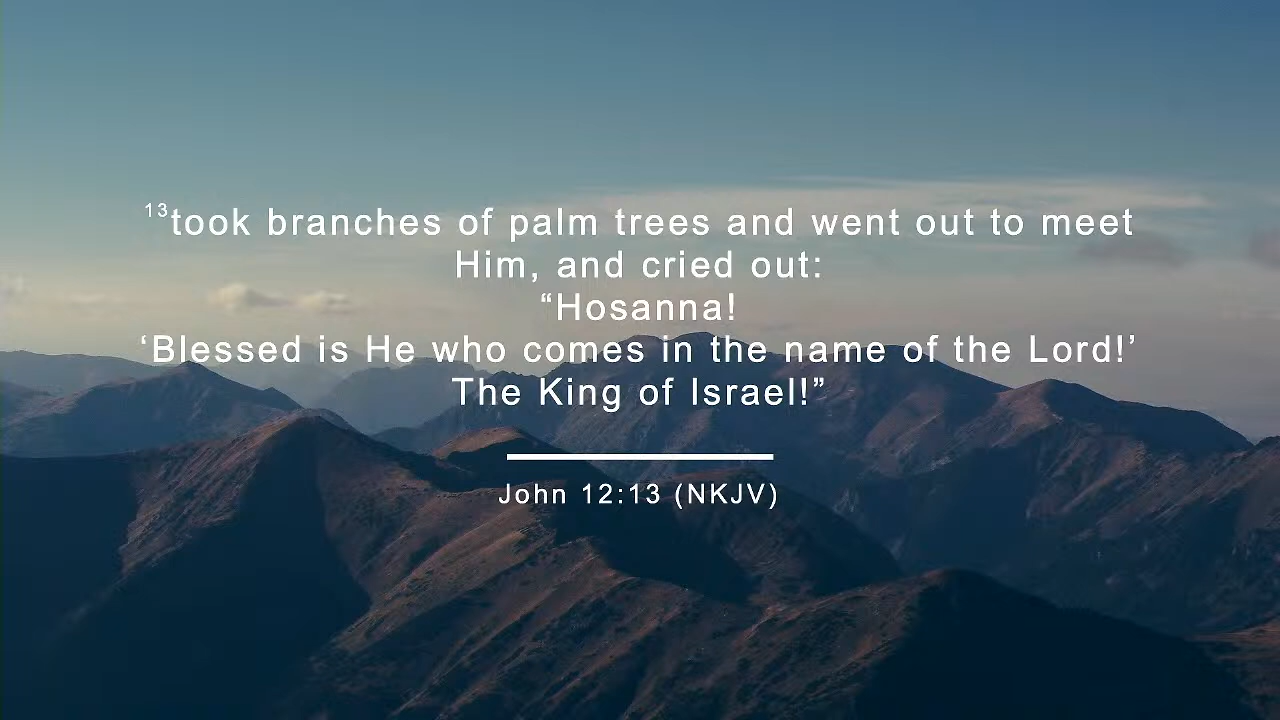 13took branches of palm trees and went out to meet
Him, and cried out:
“Hosanna!
‘Blessed is He who comes in the name of the Lord!’
The King of Israel!”
John 12:13 (NKJV)